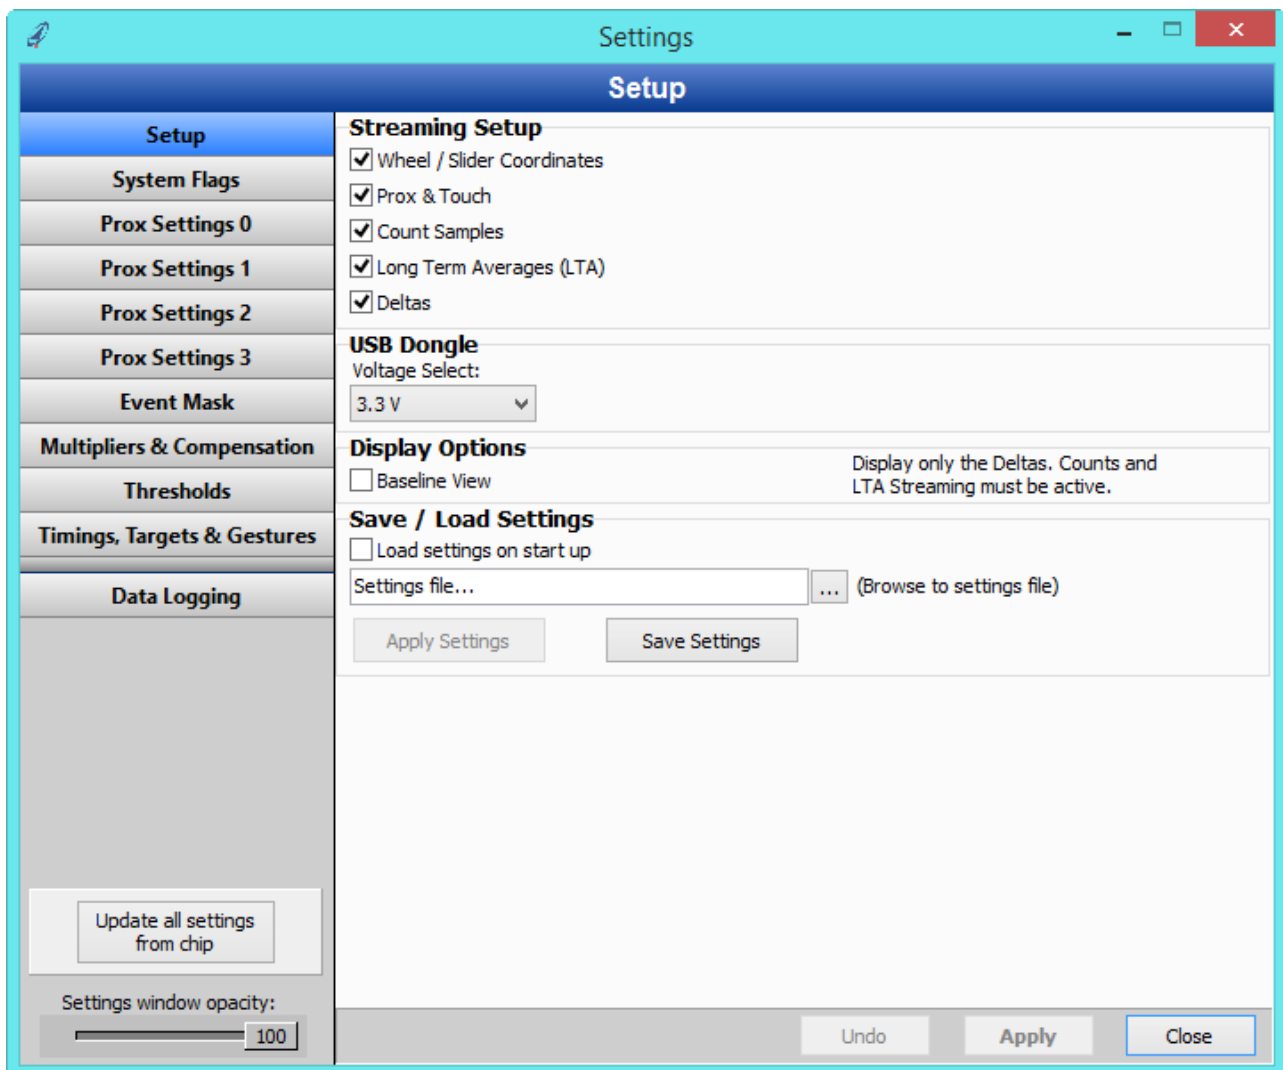 Settings
Setup
Setup
System Flags
Prox Settings 0
Prox Settings 1
Prox Settings 2
Prox Settings 3
Event Mask
Multipliers & Compensation
Thresholds
Timings, Targets & Gestures
Data Logging
Update all settings
from chip
Settings window opacity:
100
Streaming Setup
Wheel / Slider Coordinates
Prox & Touch
Count Samples
Long Term Averages (LTA)
Deltas
USB Dongle
Voltage Select:
3.3 V
Display Options
Baseline View
Display only the Deltas. Counts and
LTA Streaming must be active.
Save / Load Settings
Load settings on start up
Settings file...
... (Browse to settings file)
Apply Settings
Save Settings
Undo
Apply
Close